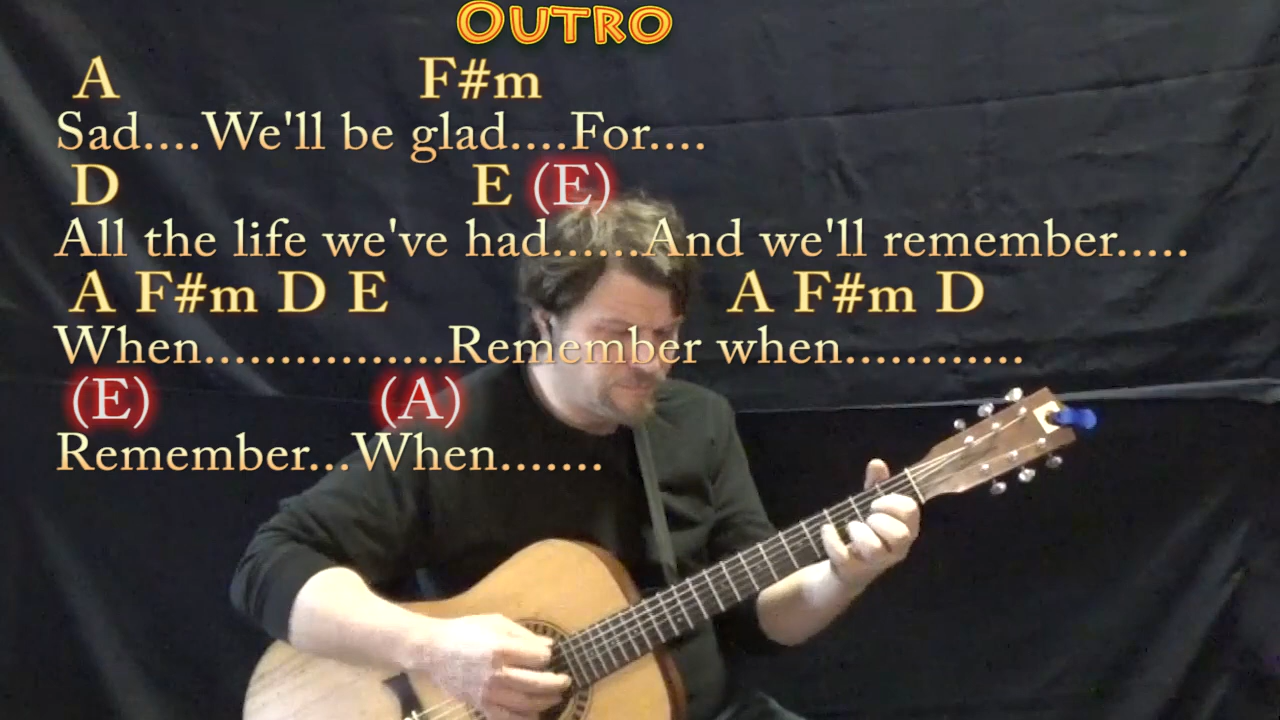 OUTRO
A F#m
Sad....We'll be glad....For....
D E (E)
All the life we've had......And we'll remember.....
A F#m D E A F#m D
When................Remember when............
(E) (A)
Remember...When.......